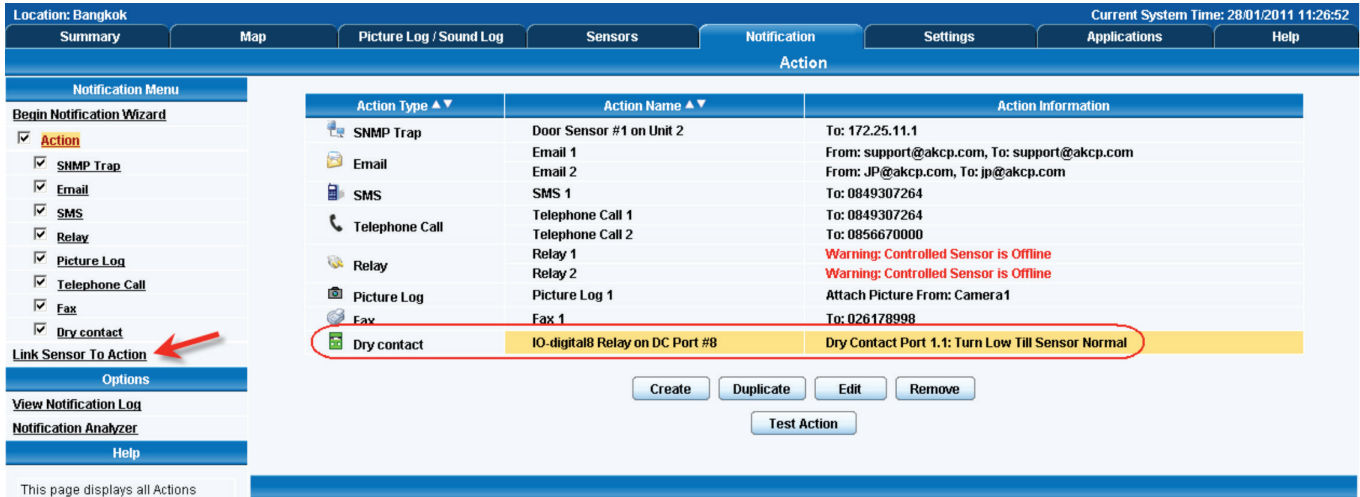 Location: Bangkok
Current System Time: 28/01/2011 11:26:52
Summary Map Picture Log / Sound Log Sensors Notification Settings Applications Help
Action
Notification Menu
Begin Notification Wizard
Action
SNMP Trap
Email
SMS
Relay
Picture Log
Telephone Call
Fax
Dry contact
Link Sensor To Action
Options
View Notification Log
Notification Analyzer
Help
This page displays all Actions
Action Type Action Name Action Information
SNMP Trap Door Sensor #1 on Unit 2 To: 172.25.11.1
Email Email 1 From: support@akcp.com, To: support@akcp.com
Email 2 From: JP@akcp.com, To: jp@akcp.com
SMS SMS 1 To: 0849307264
Telephone Call Telephone Call 1 To: 0849307264
Telephone Call 2 To: 0856670000
Relay Relay 1 Warning: Controlled Sensor is Offline
Relay 2 Warning: Controlled Sensor is Offline
Picture Log Picture Log 1 Attach Picture From: Camera1
Fax Fax 1 To: 026178998
Dry contact IO-digital8 Relay on DC Port #8 Dry Contact Port 1.1: Turn Low Till Sensor Normal
Create Duplicate Edit Remove
Test Action